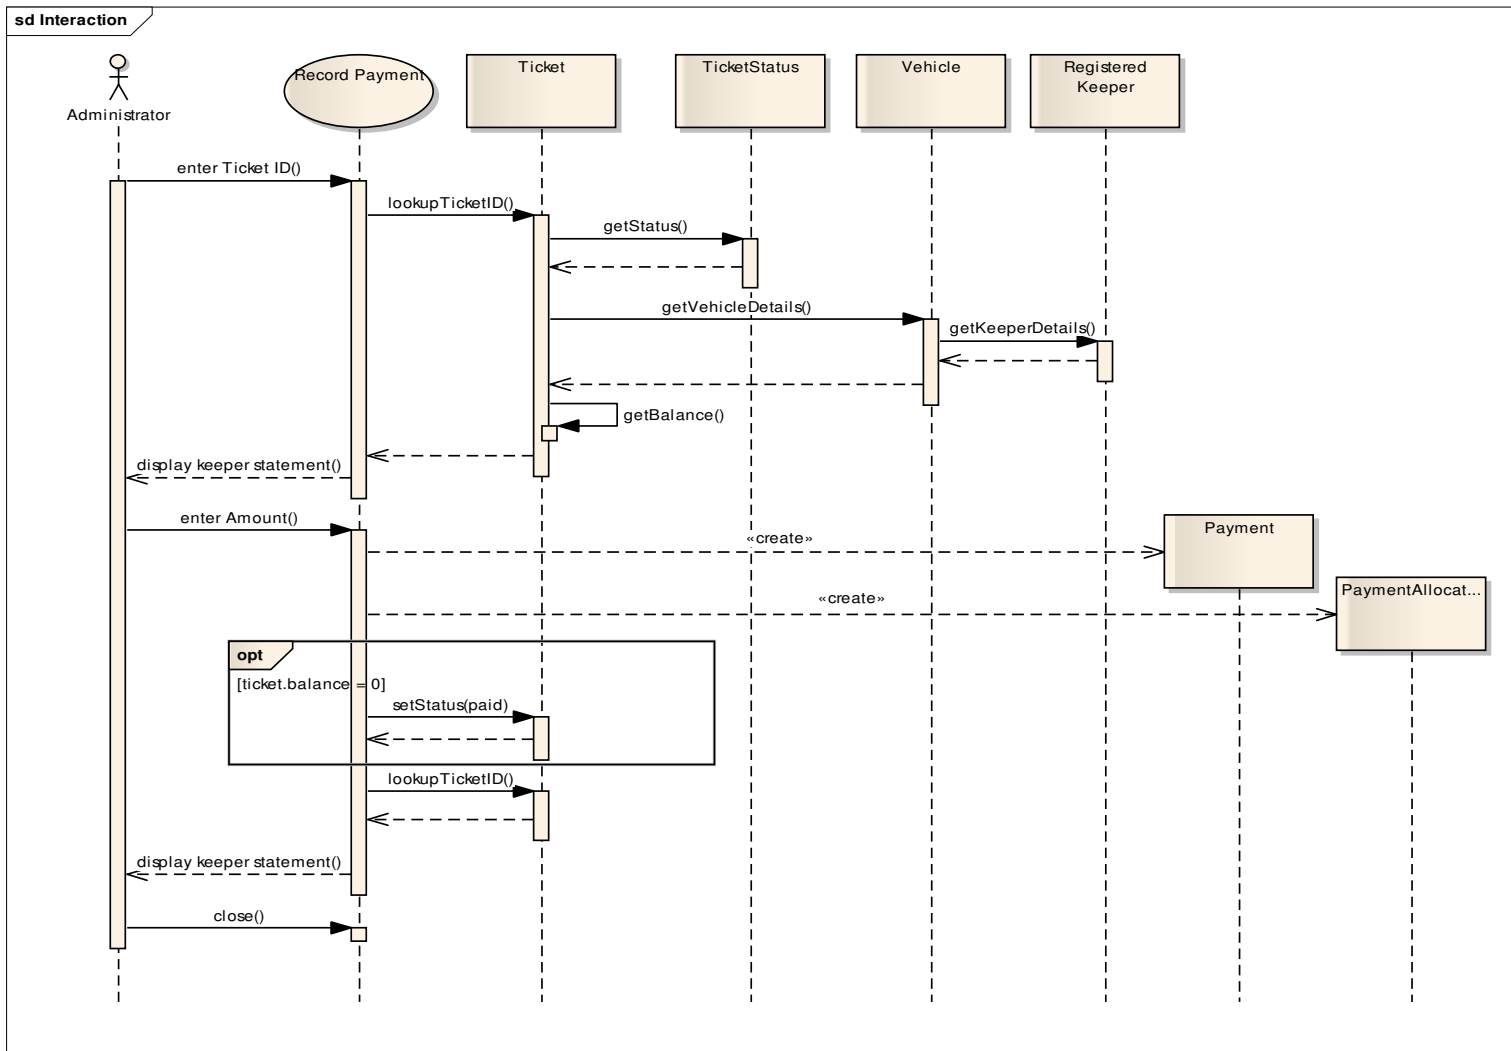 sd Interaction
Administrator
Record Payment
Ticket
TicketStatus
Vehicle
Registered
Keeper
enter Ticket ID()
lookupTicketID()
getStatus()
getVehicleDetails()
getKeeperDetails()
getBalance()
display keeper statement()
enter Amount()
«create»
Payment
«create»
PaymentAllocat...
opt
[ticket.balance = 0]
setStatus(paid)
lookupTicketID()
display keeper statement()
close()